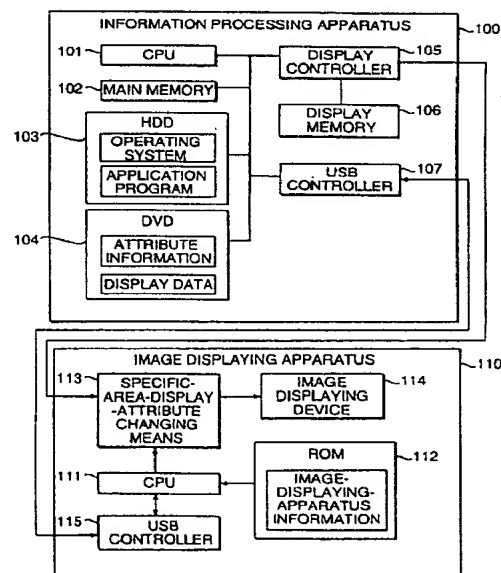 INFORMATION PROCESSING APPARATUS
100
101
CPU
102
MAIN MEMORY
103
HDD
OPERATING
SYSTEM
APPLICATION
PROGRAM
104
DVD
ATTRIBUTE
INFORMATION
DISPLAY DATA
DISPLAY
CONTROLLER
105
DISPLAY
MEMORY
106
USB
CONTROLLER
107
IMAGE DISPLAYING APPARATUS
110
113
SPECIFIC-
AREA-DISPLAY
-ATTRIBUTE
CHANGING
MEANS
IMAGE
DISPLAYING
DEVICE
114
111
CPU
115
USB
CONTROLLER
ROM
112
IMAGE-
DISPLAYING-
APPARATUS
INFORMATION